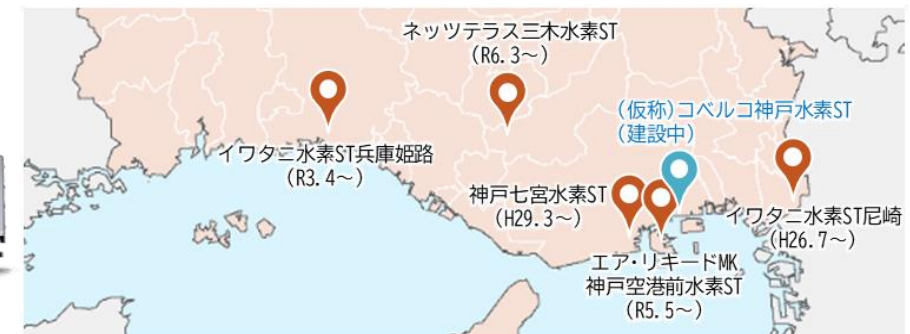 ネッツテラス三木水素ST
(R6.3～)
(仮称)コベルコ神戸水素ST
(建設中)
イワタニ水素ST兵庫姫路
(R3.4～)
神戸七宮水素ST
(H29.3～)
イワタニ水素ST尼崎
(H26.7～)
エア・リキードMK
神戸空港前水素ST
(R5.5～)